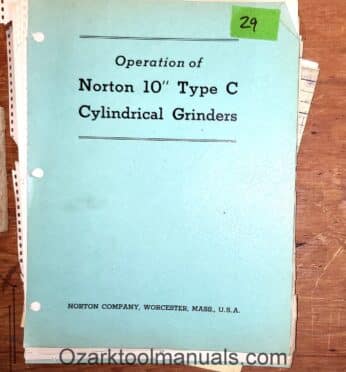 29
Operation of
Norton 10" Type C
Cylindrical Grinders
NORTON COMPANY, WORCESTER, MASS., U.S.A.
Ozarktoolmanuals.com